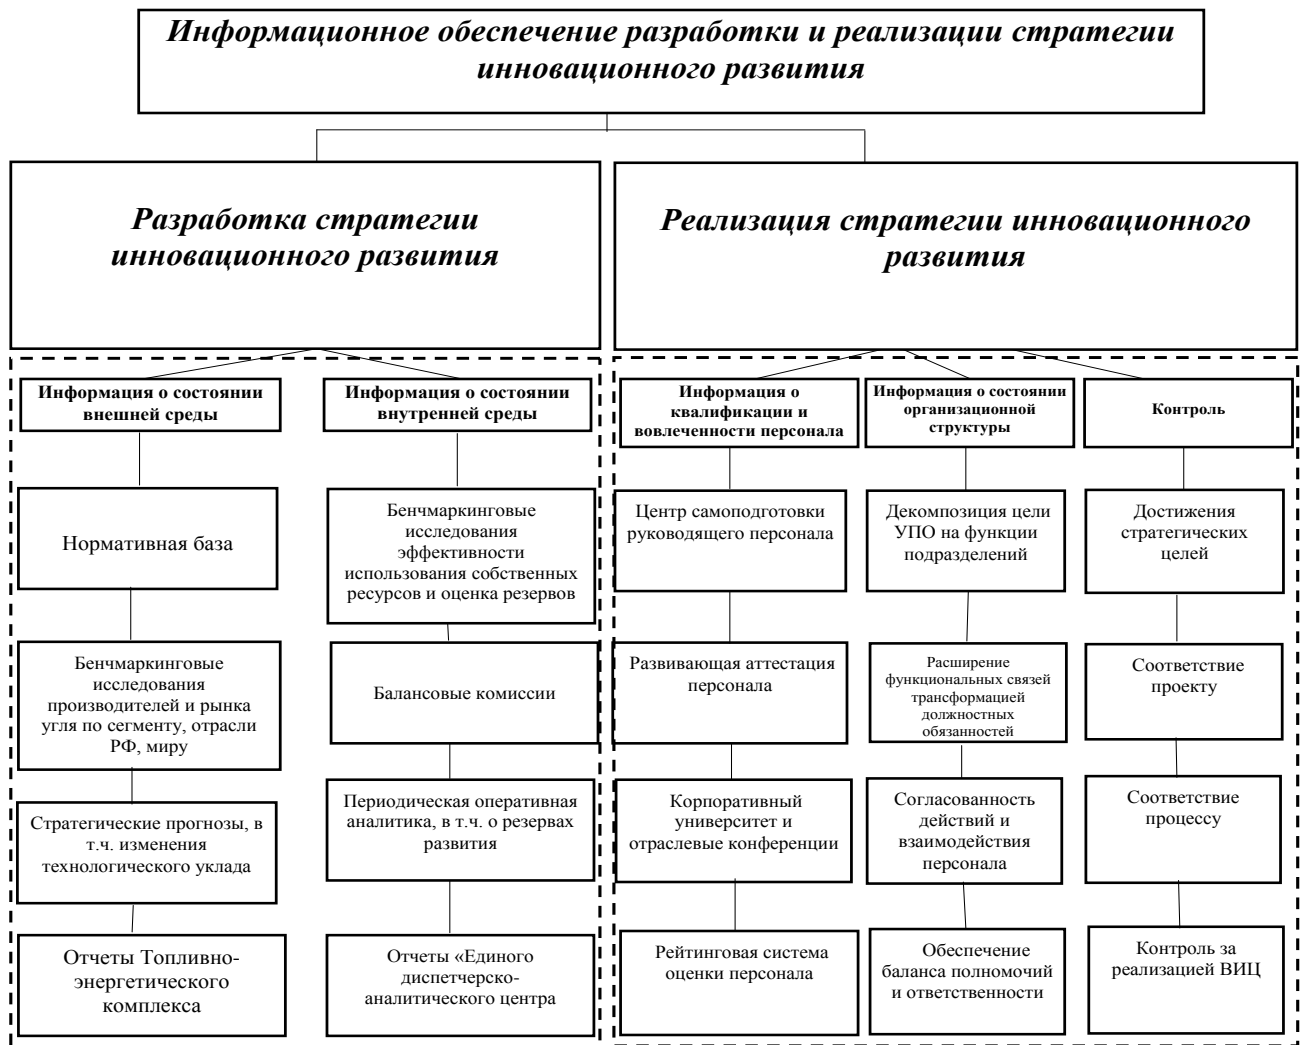 Информационное обеспечение разработки и реализации стратегии
инновационного развития
Разработка стратегии
инновационного развития
Реализация стратегии инновационного
развития
Информация о состоянии
внешней среды
Информация о состоянии
внутренней среды
Информация о
квалификации и
вовлеченности персонала
Информация о состоянии
организационной
структуры
Контроль
Нормативная база
Бенчмаркинговые
исследования
эффективности
использования собственных
ресурсов и оценка резервов
Центр самоподготовки
руководящего персонала
Декомпозиция цели
УПО на функции
подразделений
Достижения
стратегических
целей
Бенчмаркинговые
исследования
производителей и рынка
угля по сегменту, отрасли
РФ, миру
Балансовые комиссии
Развивающая аттестация
персонала
Расширение
функциональных связей
трансформацией
должностных
обязанностей
Соответствие
проекту
Стратегические прогнозы, в
т.ч. изменения
технологического уклада
Периодическая оперативная
аналитика, в т.ч. о резервах
развития
Корпоративный
университет и
отраслевые конференции
Согласованность
действий и
взаимодействия
персонала
Соответствие
процессу
Отчеты Топливно-
энергетического
комплекса
Отчеты «Единого
диспетчерско-
аналитического центра
Рейтинговая система
оценки персонала
Обеспечение
баланса полномочий
и ответственности
Контроль за
реализацией ВИЦ